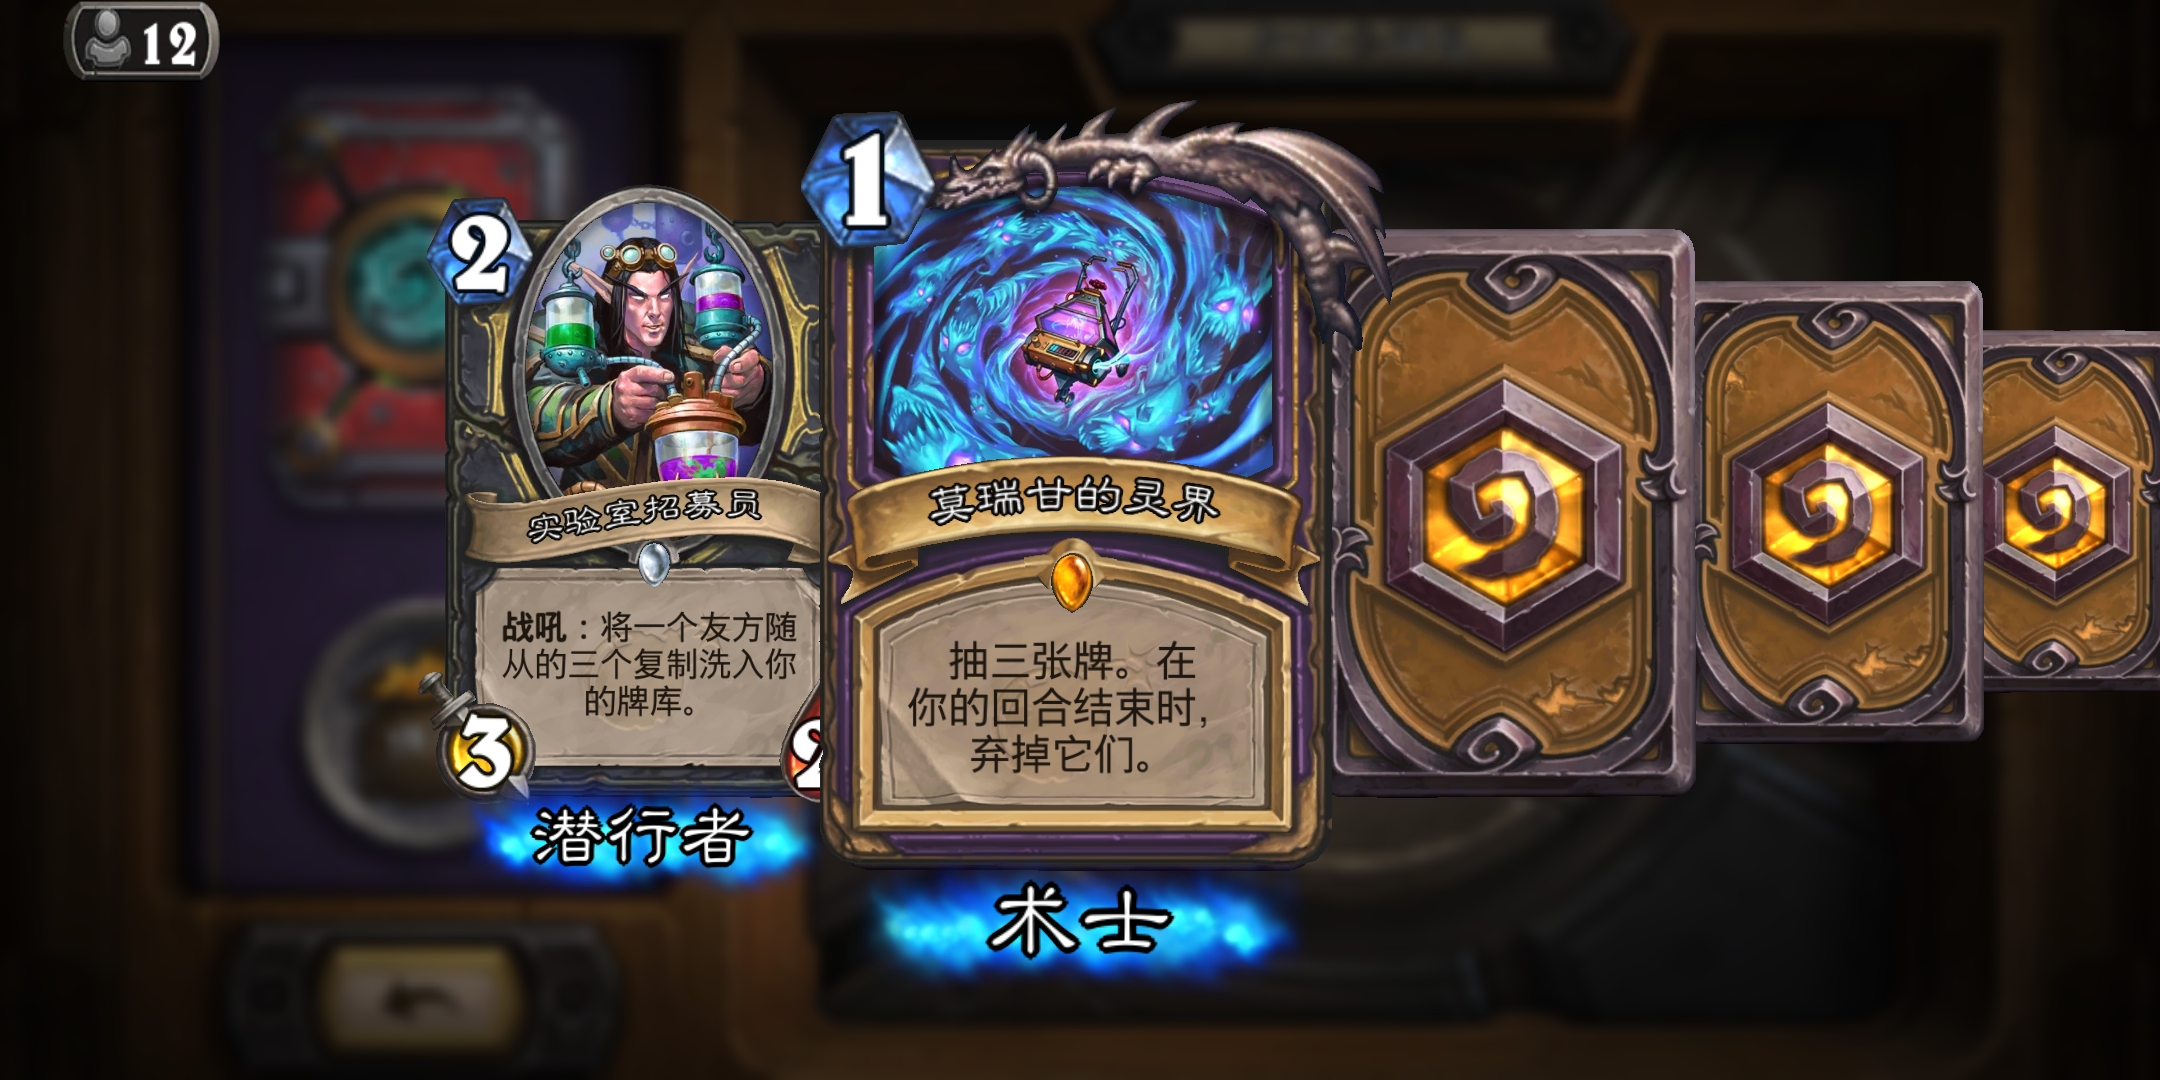 12
2
实验室招募员
战吼：将一个友方随
从的三个复制洗入你
的牌库。
3
2
潜行者
1
莫瑞甘的灵界
抽三张牌。在
你的回合结束时，
弃掉它们。
术士